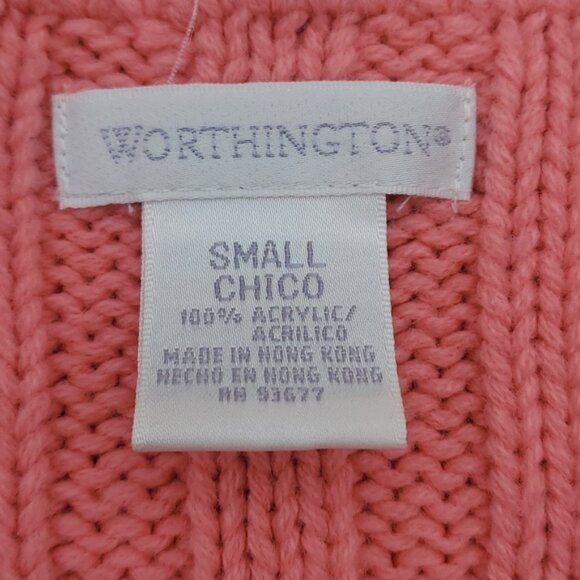 WORTHINGTON®
SMALL
CHICO
100% ACRYLIC/
ACRILICO
MADE IN HONG KONG
HECHO EN HONG KONG
RN 93677